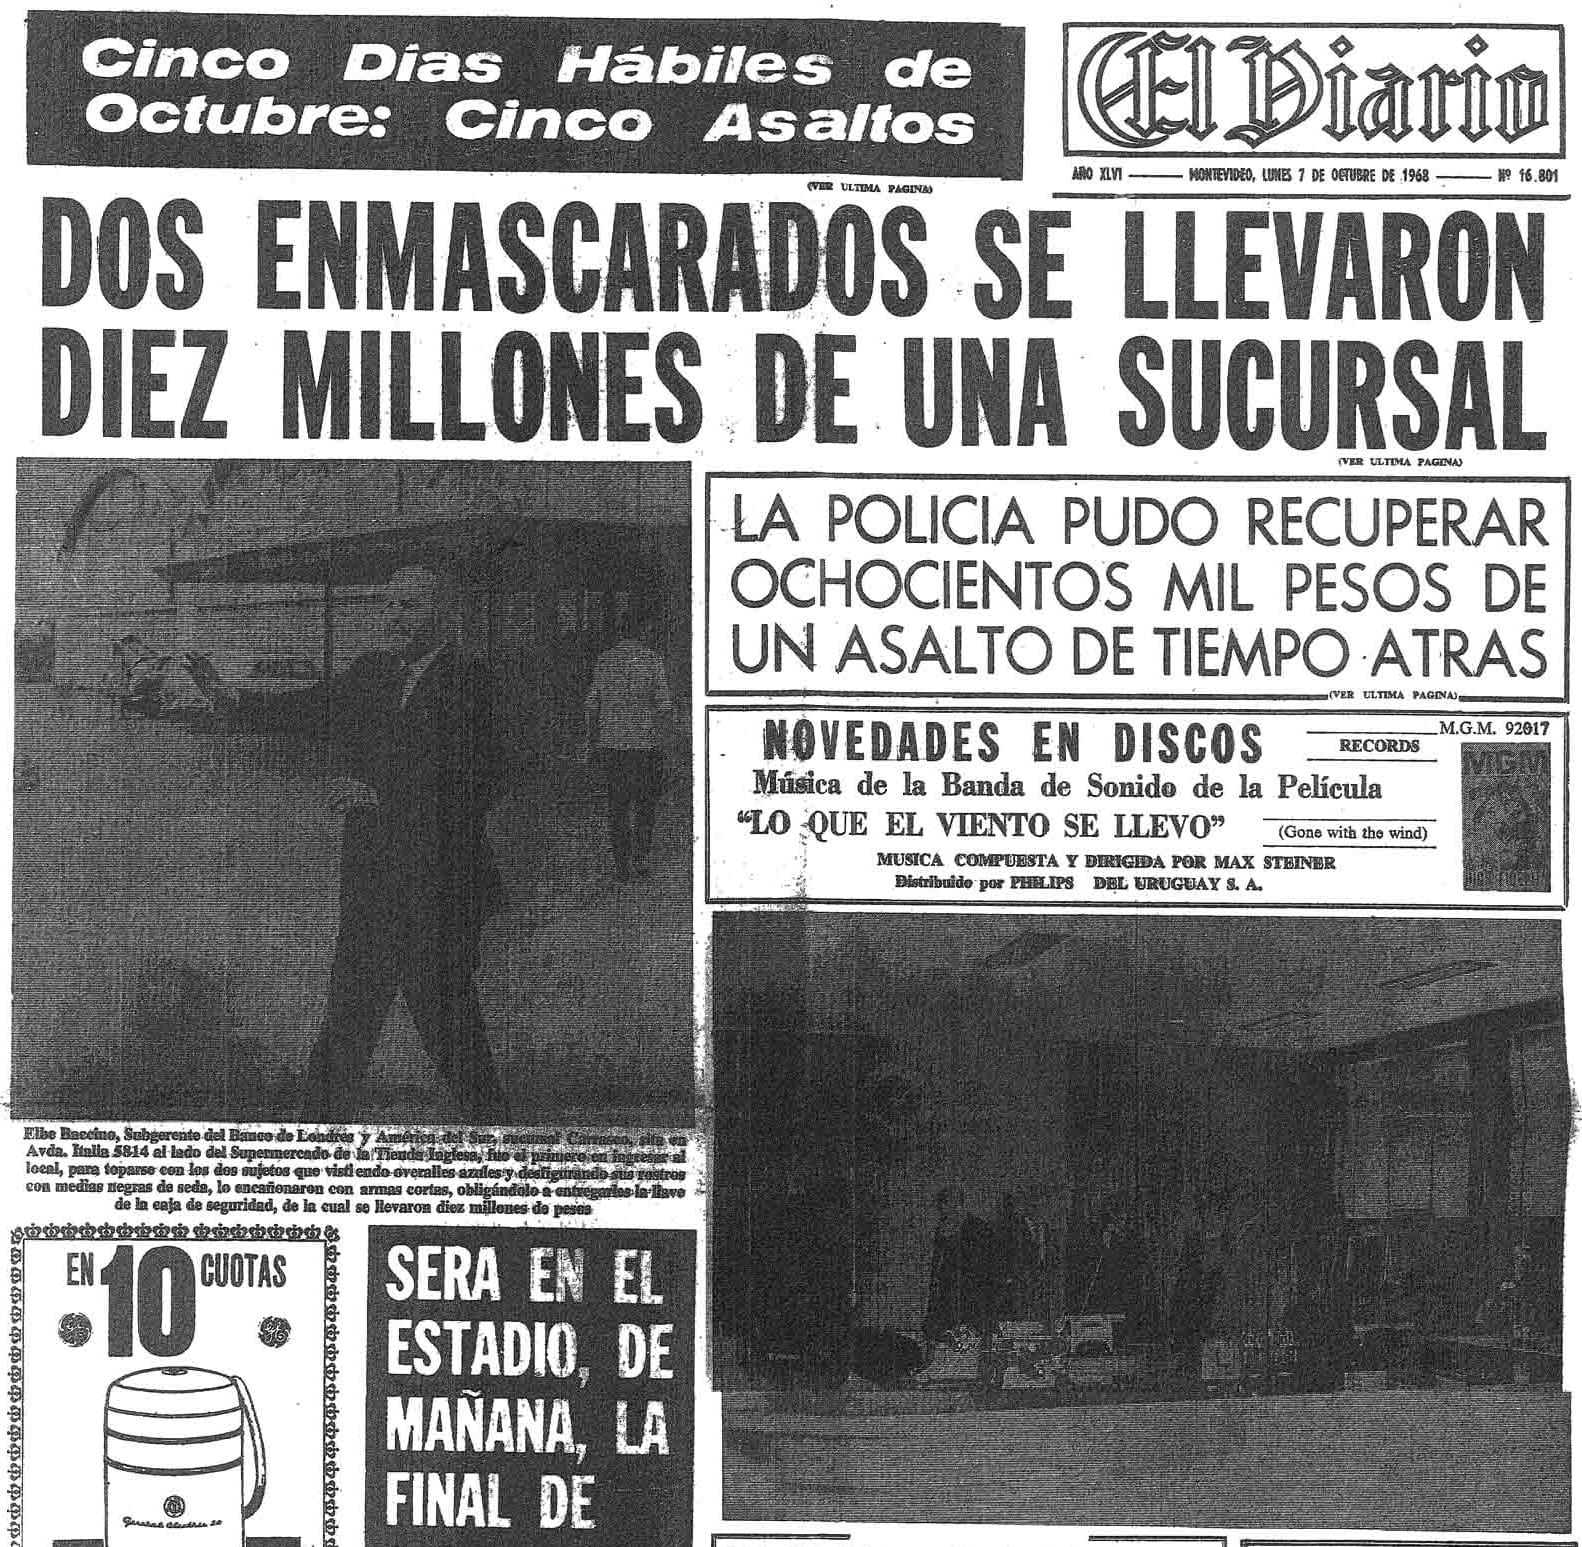 Cinco Días Hábiles de
Octubre: Cinco Asaltos
(VER ULTIMA PAGINA)
El Diario
AÑO XLVI — MONTEVIDEO, LUNES 7 DE OCTUBRE DE 1968 — Nº 16.801
DOS ENMASCARADOS SE LLEVARON
DIEZ MILLONES DE UNA SUCURSAL
(VER ULTIMA PAGINA)
LA POLICIA PUDO RECUPERAR
OCHOCIENTOS MIL PESOS DE
UN ASALTO DE TIEMPO ATRAS
(VER ULTIMA PAGINA)
NOVEDADES EN DISCOS
RECORDS
M.G.M. 92017
MGM
Música de la Banda de Sonido de la Película
"LO QUE EL VIENTO SE LLEVO"
(Gone with the wind)
MUSICA COMPUESTA Y DIRIGIDA POR MAX STEINER
Distribuido por PHILIPS DEL URUGUAY S. A.
Elbe Baccino, Subgerente del Banco de Londres y América del Sur, sucursal Carrasco, sita en
Avda. Italia 5814 al lado del Supermercado de la Tienda Inglesa, fue el primero en ingresar al
local, para toparse con los dos sujetos que vistiendo overalles azules y desfigurando sus rostros
con medias negras de seda, lo encañonaron con armas cortas, obligándolo a entregarles la llave
de la caja de seguridad, de la cual se llevaron diez millones de pesos
EN 10 CUOTAS
SERA EN EL
ESTADIO, DE
MAÑANA, LA
FINAL DE